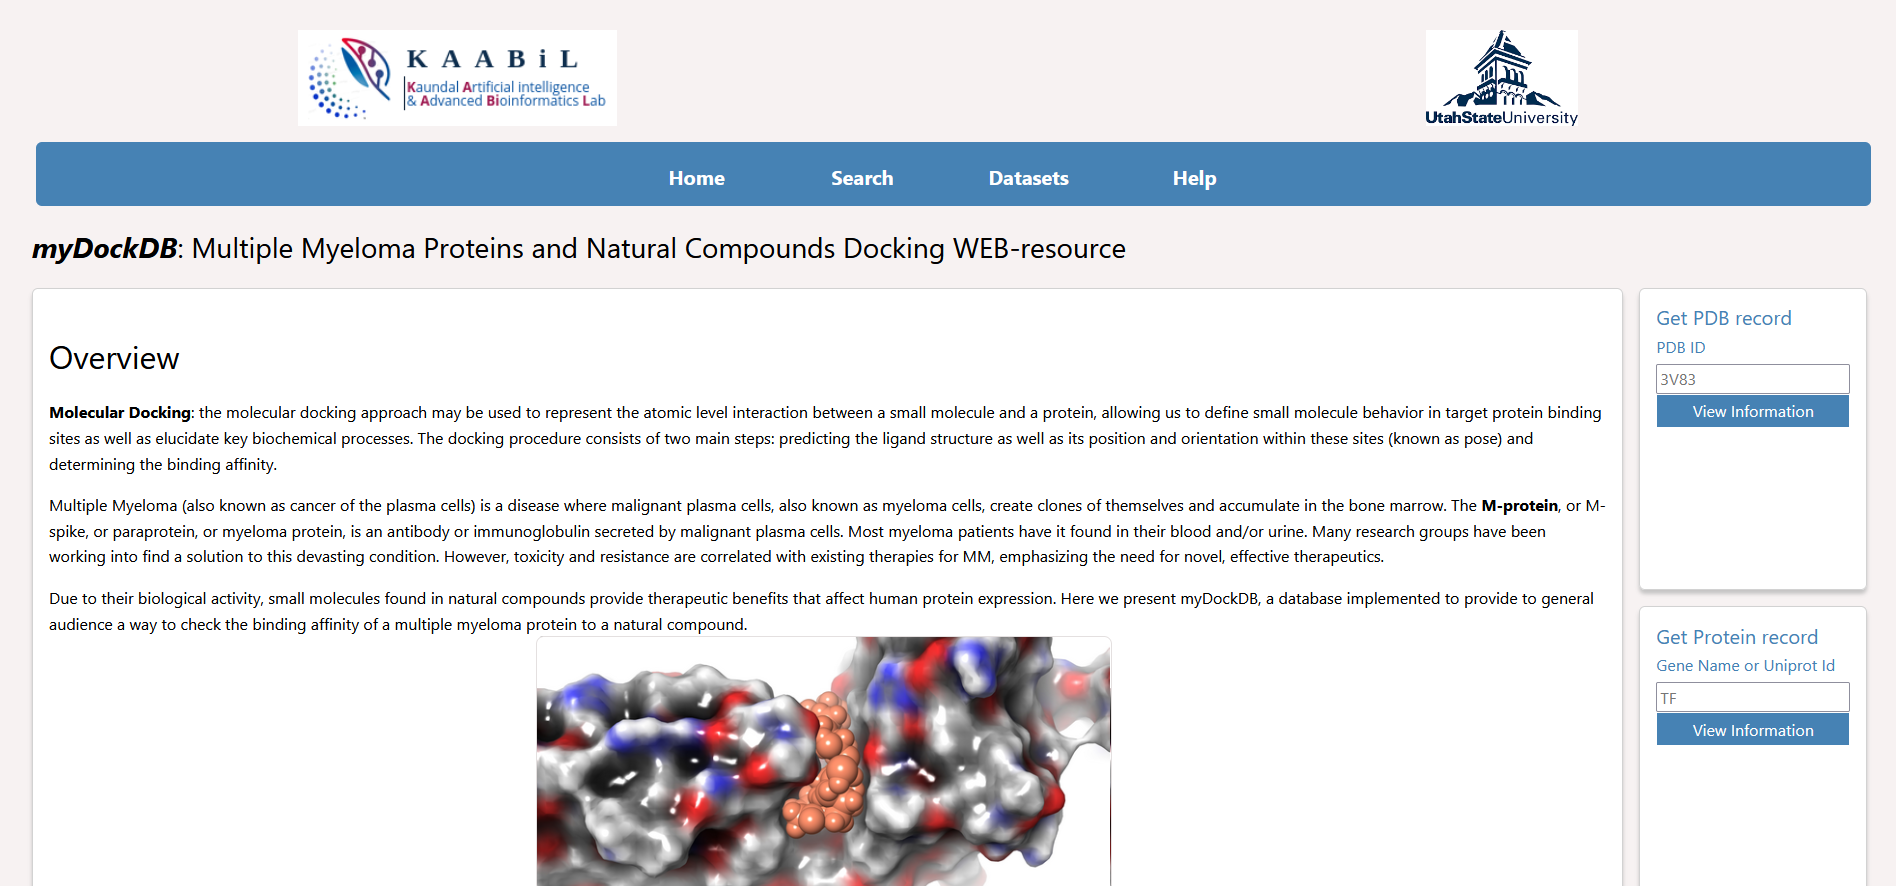 K A A B i L
Kaundal Artificial intelligence
& Advanced Bioinformatics Lab
UtahStateUniversity
Home Search Datasets Help
myDockDB: Multiple Myeloma Proteins and Natural Compounds Docking WEB-resource
Overview
Molecular Docking: the molecular docking approach may be used to represent the atomic level interaction between a small molecule and a protein, allowing us to define small molecule behavior in target protein binding
sites as well as elucidate key biochemical processes. The docking procedure consists of two main steps: predicting the ligand structure as well as its position and orientation within these sites (known as pose) and
determining the binding affinity.
Multiple Myeloma (also known as cancer of the plasma cells) is a disease where malignant plasma cells, also known as myeloma cells, create clones of themselves and accumulate in the bone marrow. The M-protein, or M-
spike, or paraprotein, or myeloma protein, is an antibody or immunoglobulin secreted by malignant plasma cells. Most myeloma patients have it found in their blood and/or urine. Many research groups have been
working into find a solution to this devasting condition. However, toxicity and resistance are correlated with existing therapies for MM, emphasizing the need for novel, effective therapeutics.
Due to their biological activity, small molecules found in natural compounds provide therapeutic benefits that affect human protein expression. Here we present myDockDB, a database implemented to provide to general
audience a way to check the binding affinity of a multiple myeloma protein to a natural compound.
Get PDB record
PDB ID
3V83
View Information
Get Protein record
Gene Name or Uniprot Id
TF
View Information